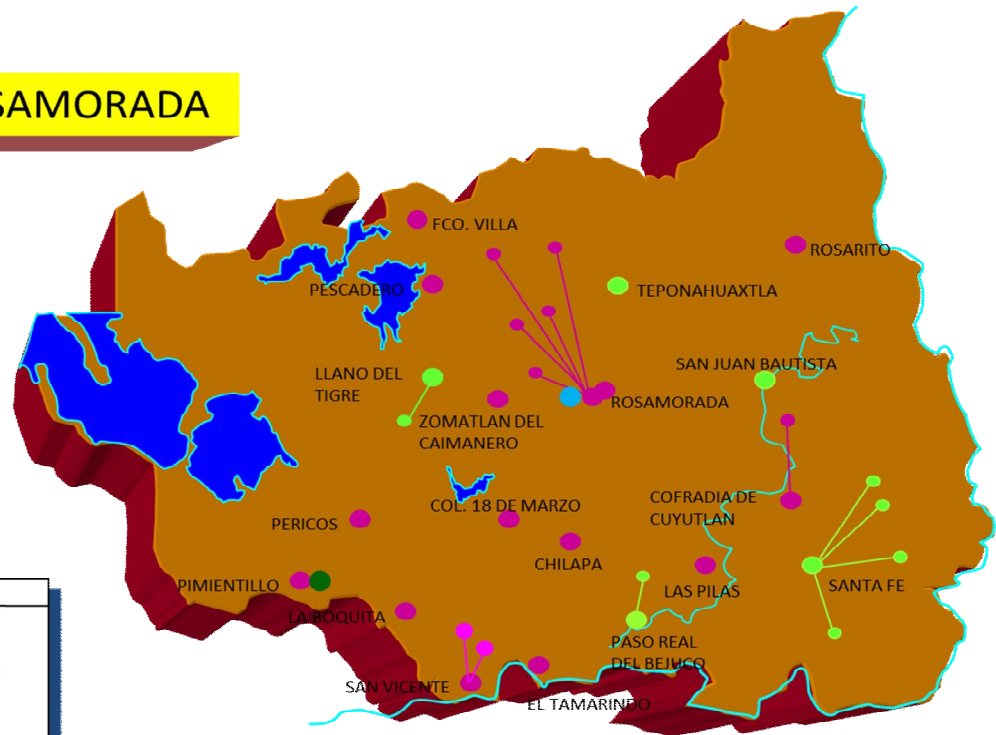 SAMORADA
FCO. VILLA
ROSARITO
PESCADERO
TEPONAHUAXTLA
SAN JUAN BAUTISTA
LLANO DEL
TIGRE
ROSAMORADA
ZOMATLAN DEL
CAIMANERO
COL. 18 DE MARZO
COFRADIA DE
CUYUTLAN
PERICOS
CHILAPA
PIMIENTILLO
LAS PILAS
SANTA FE
LA BOQUITA
PASO REAL
DEL BEJUCO
SAN VICENTE
EL TAMARINDO